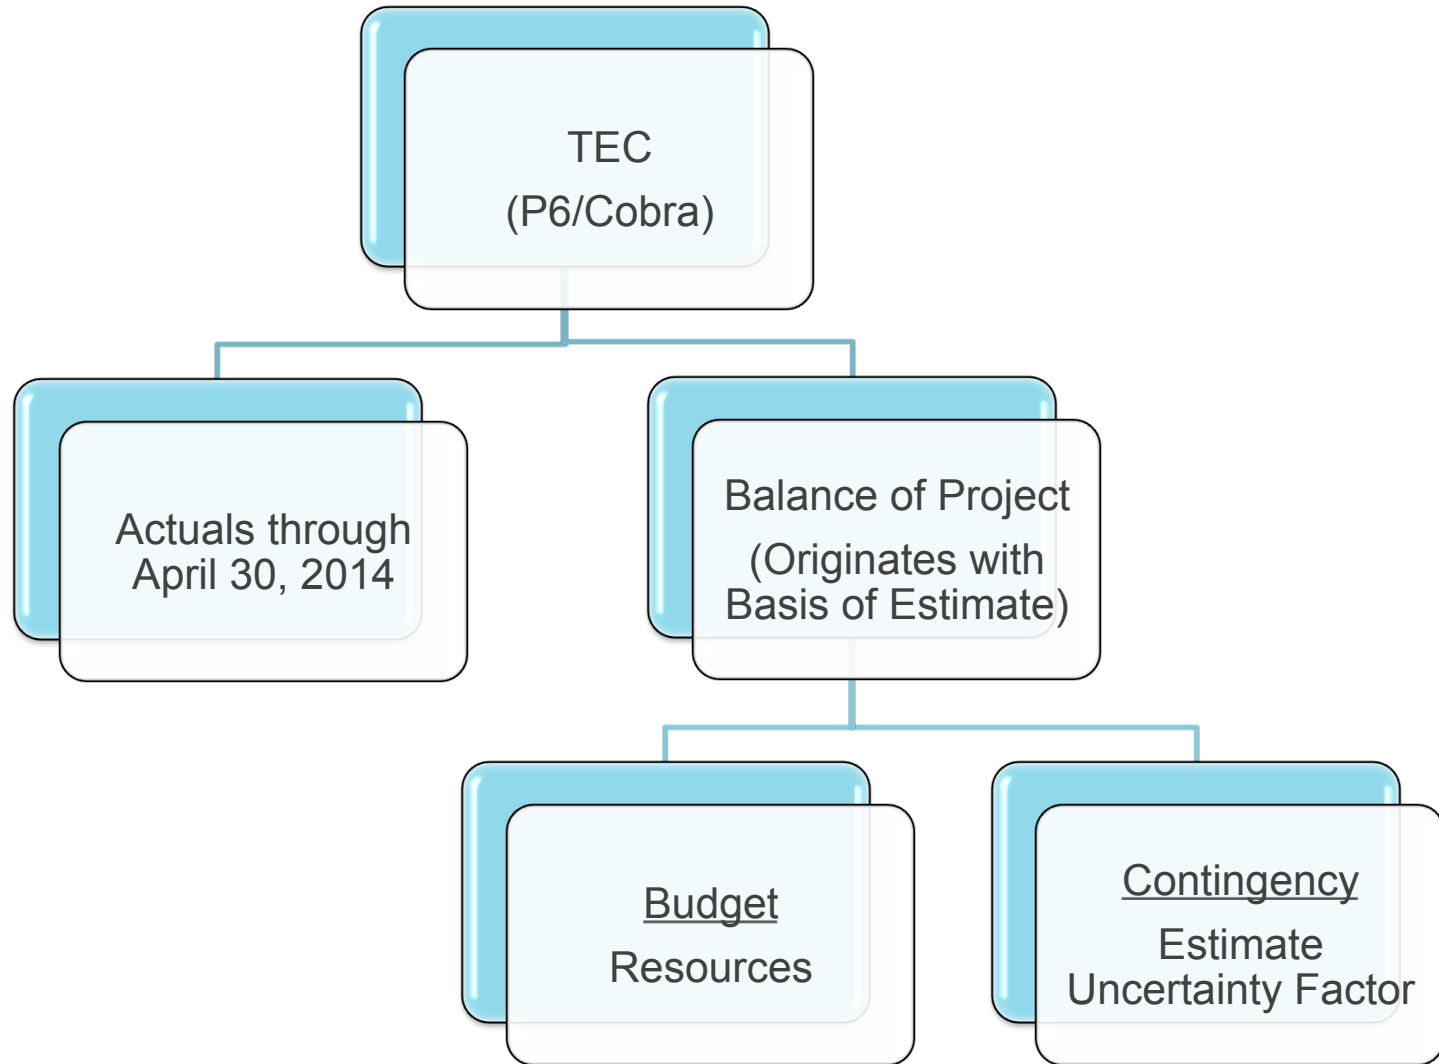 TEC
(P6/Cobra)
Actuals through
April 30, 2014
Balance of Project
(Originates with
Basis of Estimate)
Budget
Resources
Contingency
Estimate
Uncertainty Factor